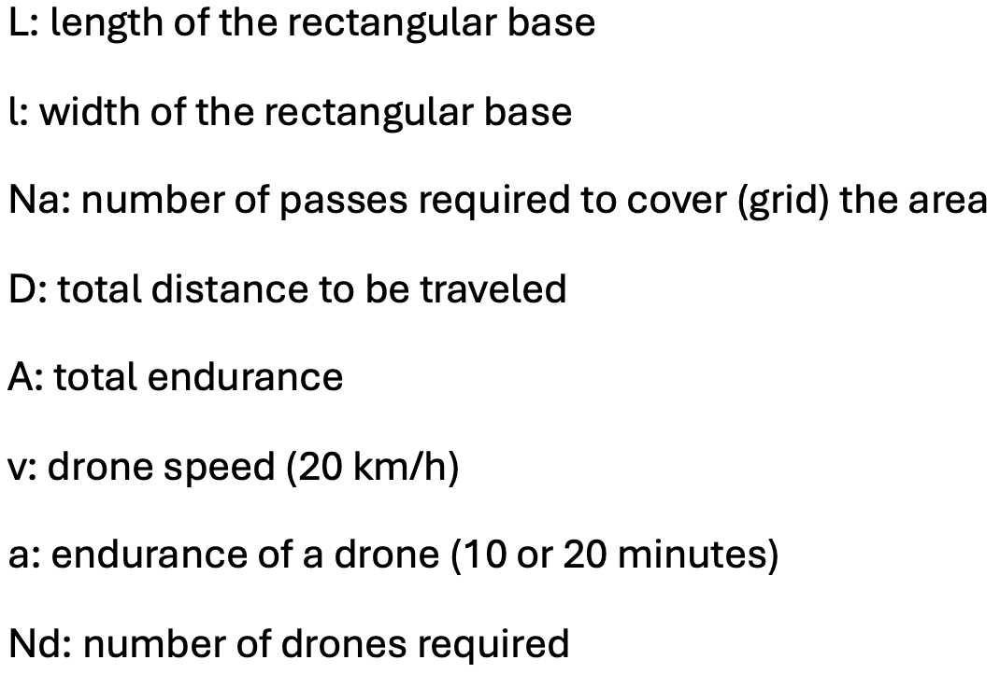 L: length of the rectangular base
l: width of the rectangular base
Na: number of passes required to cover (grid) the area
D: total distance to be traveled
A: total endurance
v: drone speed (20 km/h)
a: endurance of a drone (10 or 20 minutes)
Nd: number of drones required